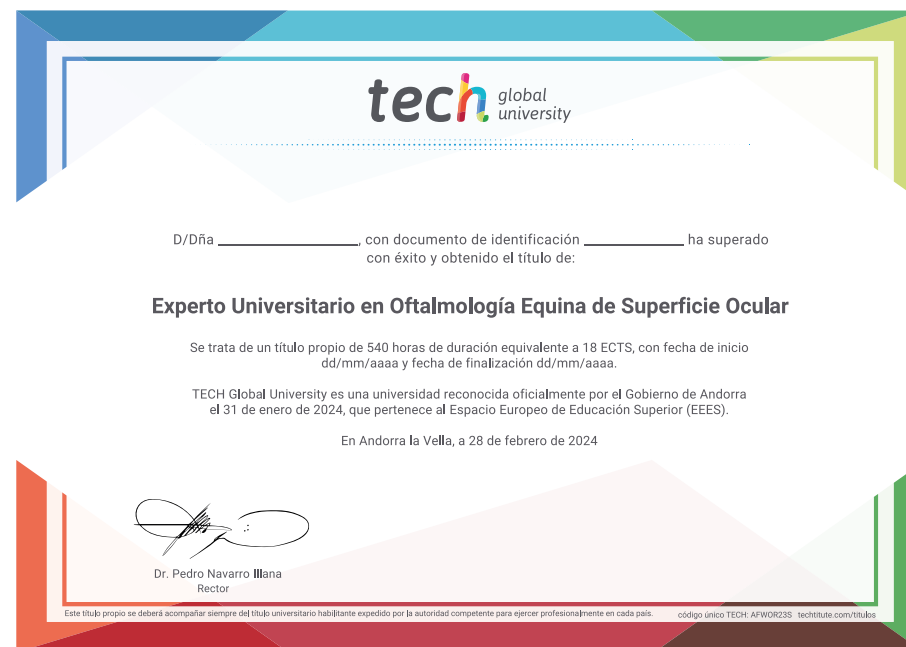 tech global university
D/Dña ____________, con documento de identificación ____________ ha superado
con éxito y obtenido el título de:
Experto Universitario en Oftalmología Equina de Superficie Ocular
Se trata de un título propio de 540 horas de duración equivalente a 18 ECTS, con fecha de inicio
dd/mm/aaaa y fecha de finalización dd/mm/aaaa.
TECH Global University es una universidad reconocida oficialmente por el Gobierno de Andorra
el 31 de enero de 2024, que pertenece al Espacio Europeo de Educación Superior (EEES).
En Andorra la Vella, a 28 de febrero de 2024
Dr. Pedro Navarro Illana
Rector
Este título propio se deberá acompañar siempre del título universitario habilitante expedido por la autoridad competente para ejercer profesionalmente en cada país.
código único TECH: AFWOR23S techtitute.com/titulos